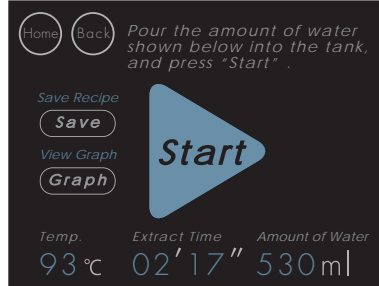 Home Back Pour the amount of water
shown below into the tank,
and press "Start" .
Save Recipe
Save
Start
View Graph
Graph
Temp. Extract Time Amount of Water
93℃ 02′17″ 530ml